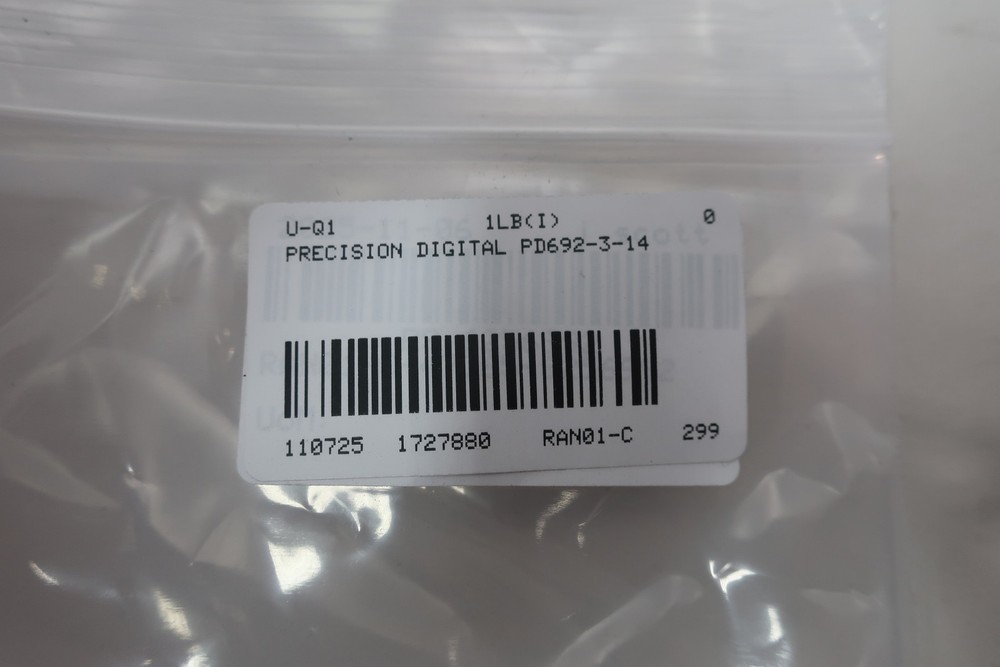 U-Q1 1LB(I) 0
PRECISION DIGITAL PD692-3-14
110725 1727880 RAN01-C 299